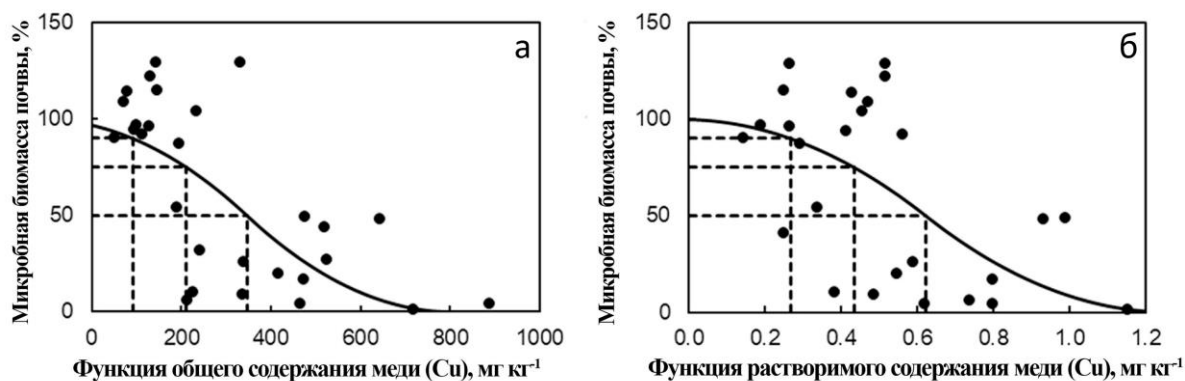 Микробная биомасса почвы, %
150
100
50
0
а
0 200 400 600 800 1000
Функция общего содержания меди (Cu), мг кг-1
Микробная биомасса почвы, %
150
100
50
0
б
0.0 0.2 0.4 0.6 0.8 1.0 1.2
Функция растворимого содержания меди (Cu), мг кг-1